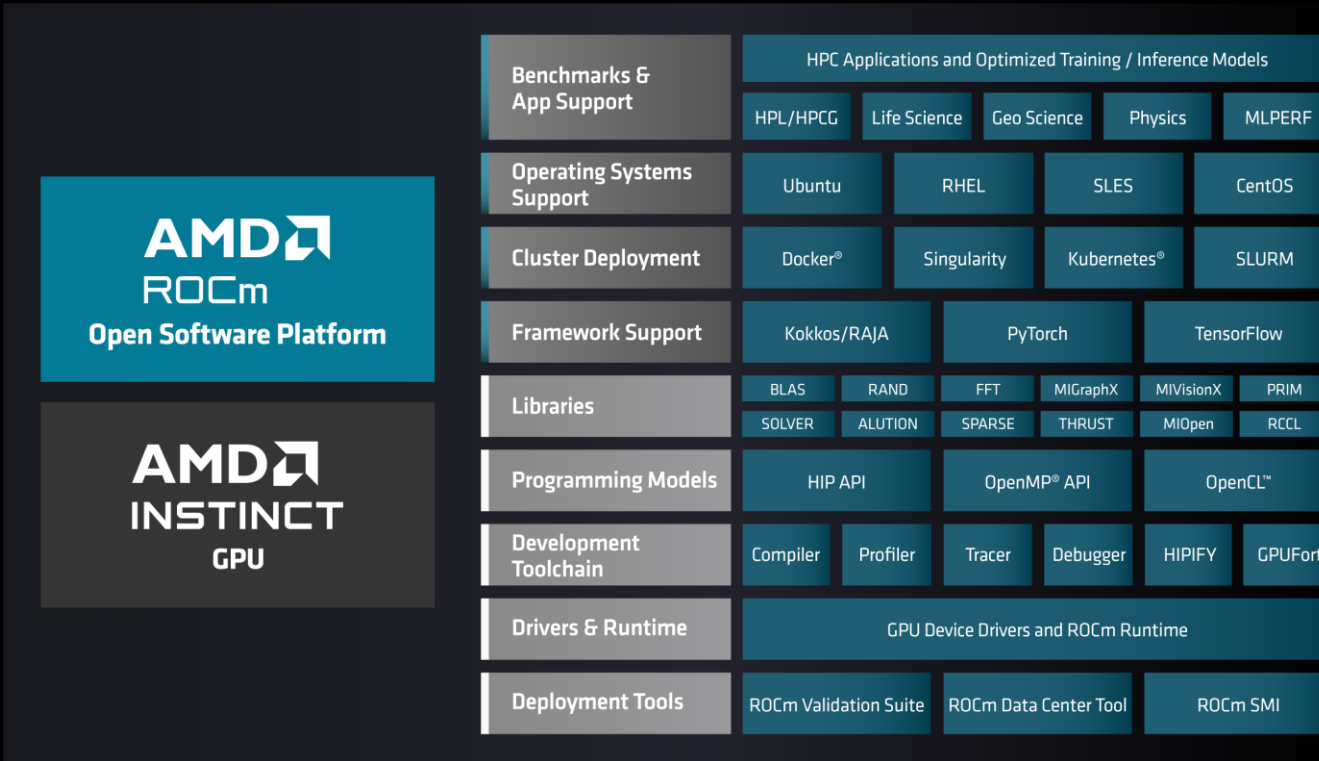 AMD
ROCm
Open Software Platform
AMD
INSTINCT
GPU
Benchmarks &
App Support
HPC Applications and Optimized Training / Inference Models
HPL/HPCG Life Science Geo Science Physics MLPERF
Operating Systems
Support
Ubuntu RHEL SLES CentOS
Cluster Deployment
Docker® Singularity Kubernetes® SLURM
Framework Support
Kokkos/RAJA PyTorch TensorFlow
Libraries
BLAS RAND FFT MIGraphX MIVisionX PRIM
SOLVER ALUTION SPARSE THRUST MIOpen RCCL
Programming Models
HIP API OpenMP® API OpenCL™
Development
Toolchain
Compiler Profiler Tracer Debugger HIPIFY GPUFort
Drivers & Runtime
GPU Device Drivers and ROCm Runtime
Deployment Tools
ROCm Validation Suite ROCm Data Center Tool ROCm SMI